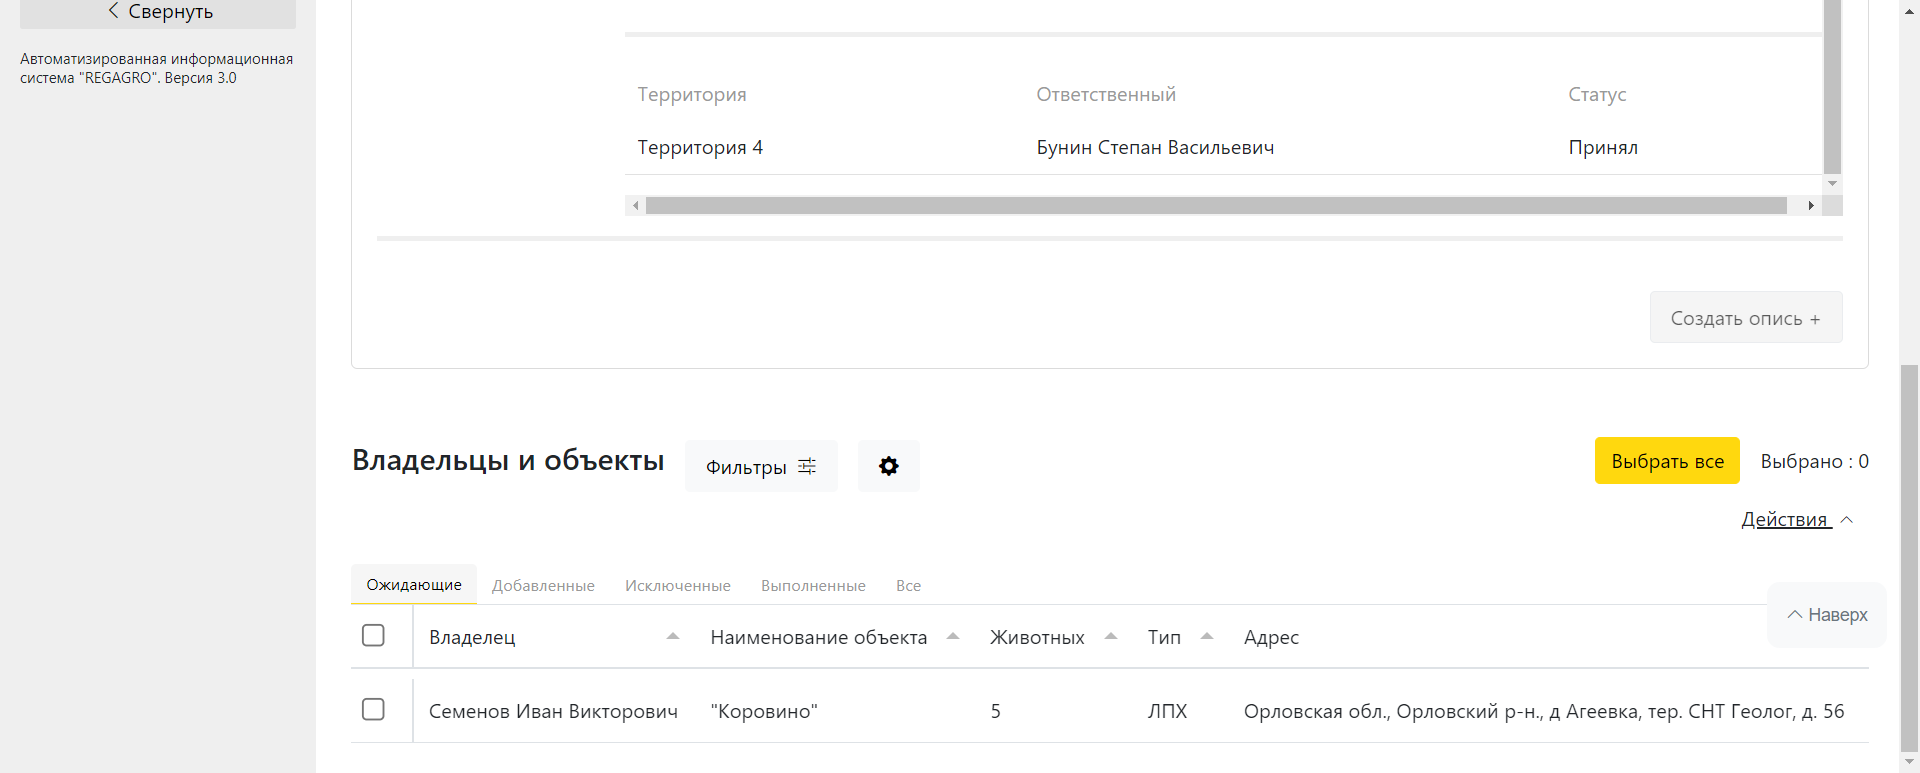 Свернуть
Автоматизированная информационная
система "REGAGRO". Версия 3.0
Территория Ответственный Статус
Территория 4 Бунин Степан Васильевич Принял
Создать опись +
Владельцы и объекты Фильтры Выбрать все Выбрано : 0
Действия
Ожидающие Добавленные Исключенные Выполненные Все
Наверх
Владелец Наименование объекта Животных Тип Адрес
Семенов Иван Викторович "Коровино" 5 ЛПХ Орловская обл., Орловский р-н., д Агеевка, тер. СНТ Геолог, д. 56